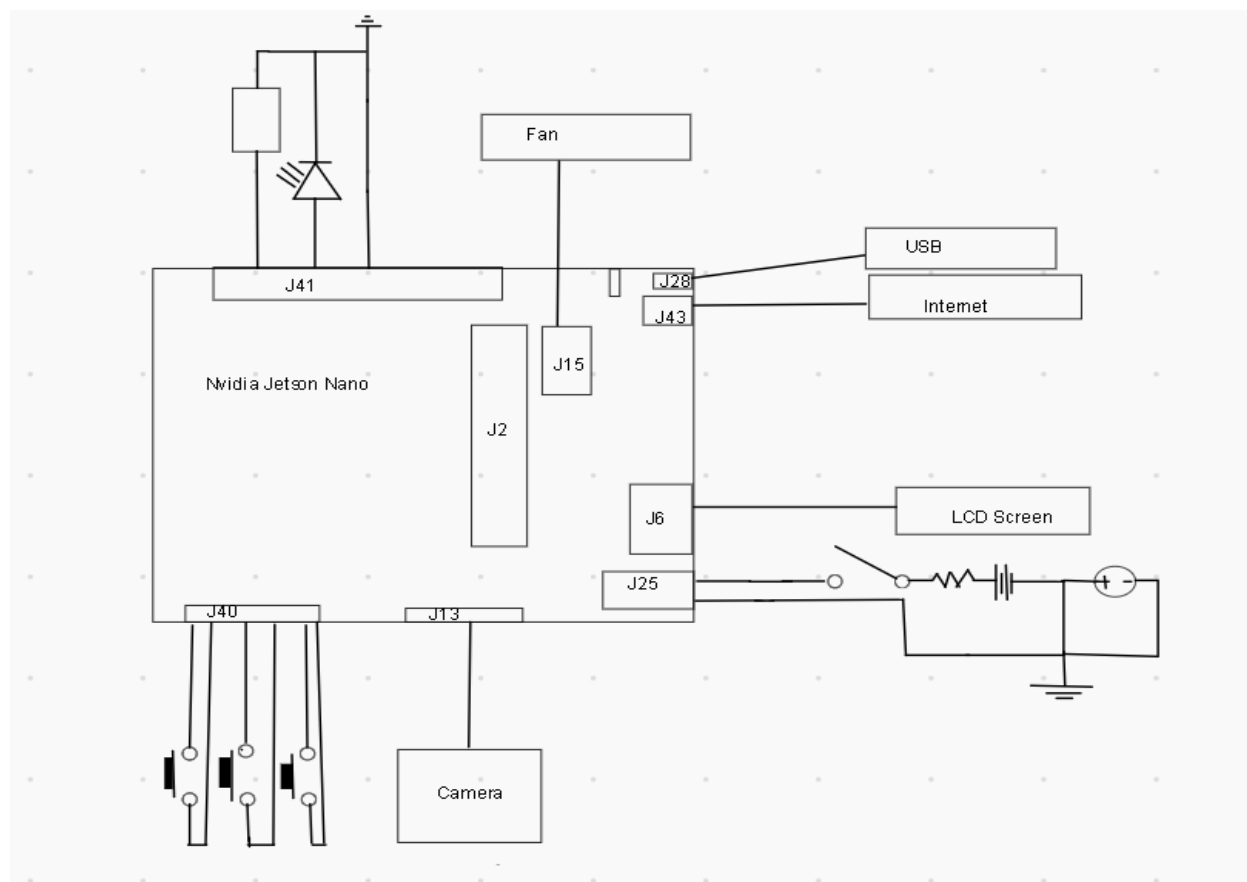 Fan
USB
J28
J41
Internet
J43
J15
Nvidia Jetson Nano
J2
J6
LCD Screen
J25
J40
J13
Camera